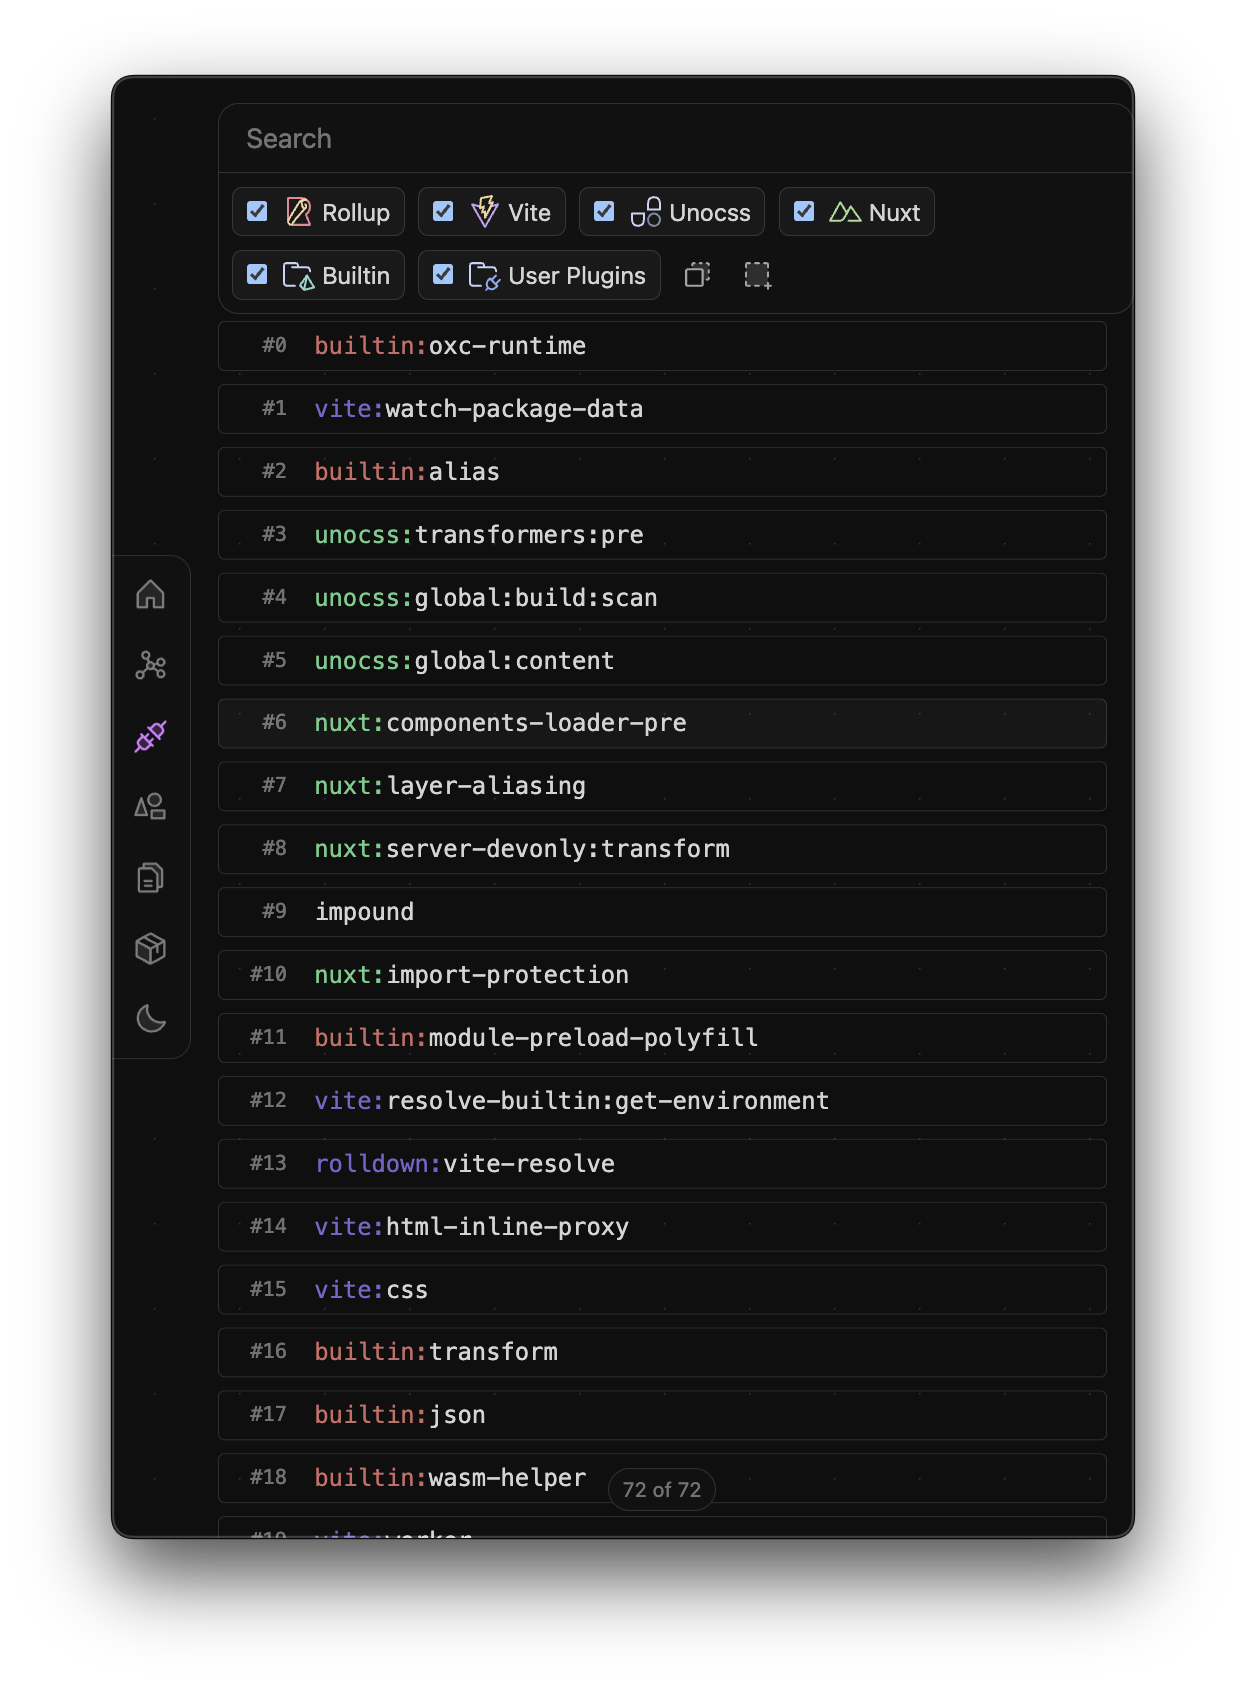 Search
Rollup Vite Unocss Nuxt
Builtin User Plugins
#0 builtin:oxc-runtime
#1 vite:watch-package-data
#2 builtin:alias
#3 unocss:transformers:pre
#4 unocss:global:build:scan
#5 unocss:global:content
#6 nuxt:components-loader-pre
#7 nuxt:layer-aliasing
#8 nuxt:server-devonly:transform
#9 impound
#10 nuxt:import-protection
#11 builtin:module-preload-polyfill
#12 vite:resolve-builtin:get-environment
#13 rolldown:vite-resolve
#14 vite:html-inline-proxy
#15 vite:css
#16 builtin:transform
#17 builtin:json
#18 builtin:wasm-helper
72 of 72
#19 vite:worker